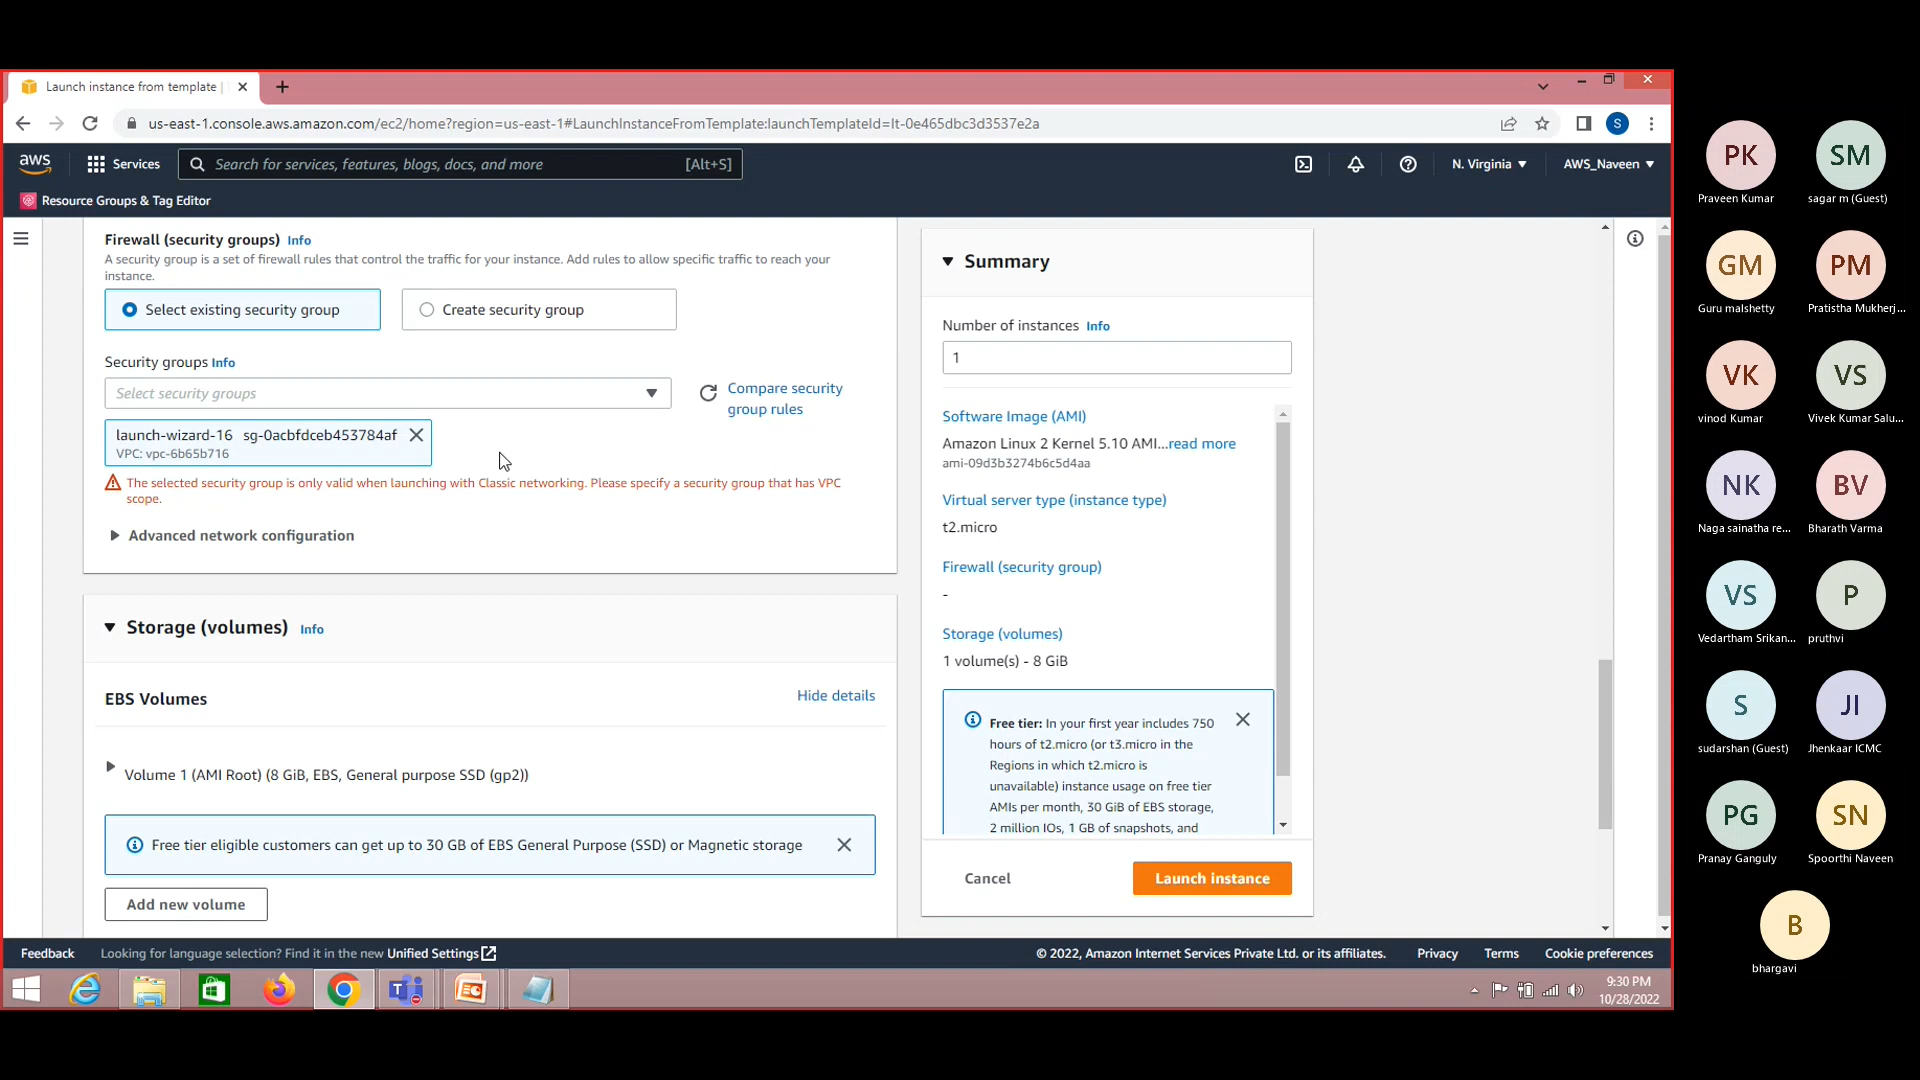 Launch instance from template |
us-east-1.console.aws.amazon.com/ec2/home?region=us-east-1#LaunchInstanceFromTemplate:launchTemplateId=lt-0e465dbc3d3537e2a
S
aws
Services
Search for services, features, blogs, docs, and more
[Alt+S]
N. Virginia
AWS_Naveen
Resource Groups & Tag Editor
Firewall (security groups) Info
A security group is a set of firewall rules that control the traffic for your instance. Add rules to allow specific traffic to reach your
instance.
Select existing security group
Create security group
Security groups Info
Select security groups
Compare security
group rules
launch-wizard-16 sg-0acbfdceb453784af
VPC: vpc-6b65b716
The selected security group is only valid when launching with Classic networking. Please specify a security group that has VPC
scope.
Advanced network configuration
Storage (volumes) Info
EBS Volumes
Hide details
Volume 1 (AMI Root) (8 GiB, EBS, General purpose SSD (gp2))
Free tier eligible customers can get up to 30 GB of EBS General Purpose (SSD) or Magnetic storage
Add new volume
Summary
Number of instances Info
1
Software Image (AMI)
Amazon Linux 2 Kernel 5.10 AMI...read more
ami-09d3b3274b6c5d4aa
Virtual server type (instance type)
t2.micro
Firewall (security group)
-
Storage (volumes)
1 volume(s) - 8 GiB
Free tier: In your first year includes 750
hours of t2.micro (or t3.micro in the
Regions in which t2.micro is
unavailable) instance usage on free tier
AMIs per month, 30 GiB of EBS storage,
2 million IOs, 1 GB of snapshots, and
Cancel
Launch instance
Feedback
Looking for language selection? Find it in the new Unified Settings
© 2022, Amazon Internet Services Private Ltd. or its affiliates.
Privacy
Terms
Cookie preferences
9:30 PM
10/28/2022
PK
Praveen Kumar
SM
sagar m (Guest)
GM
Guru malshetty
PM
Pratistha Mukherj...
VK
vinod Kumar
VS
Vivek Kumar Salu...
NK
Naga sainatha re...
BV
Bharath Varma
VS
Vedartham Srikan...
P
pruthvi
S
sudarshan (Guest)
JI
Jhenkaar ICMC
PG
Pranay Ganguly
SN
Spoorthi Naveen
B
bhargavi